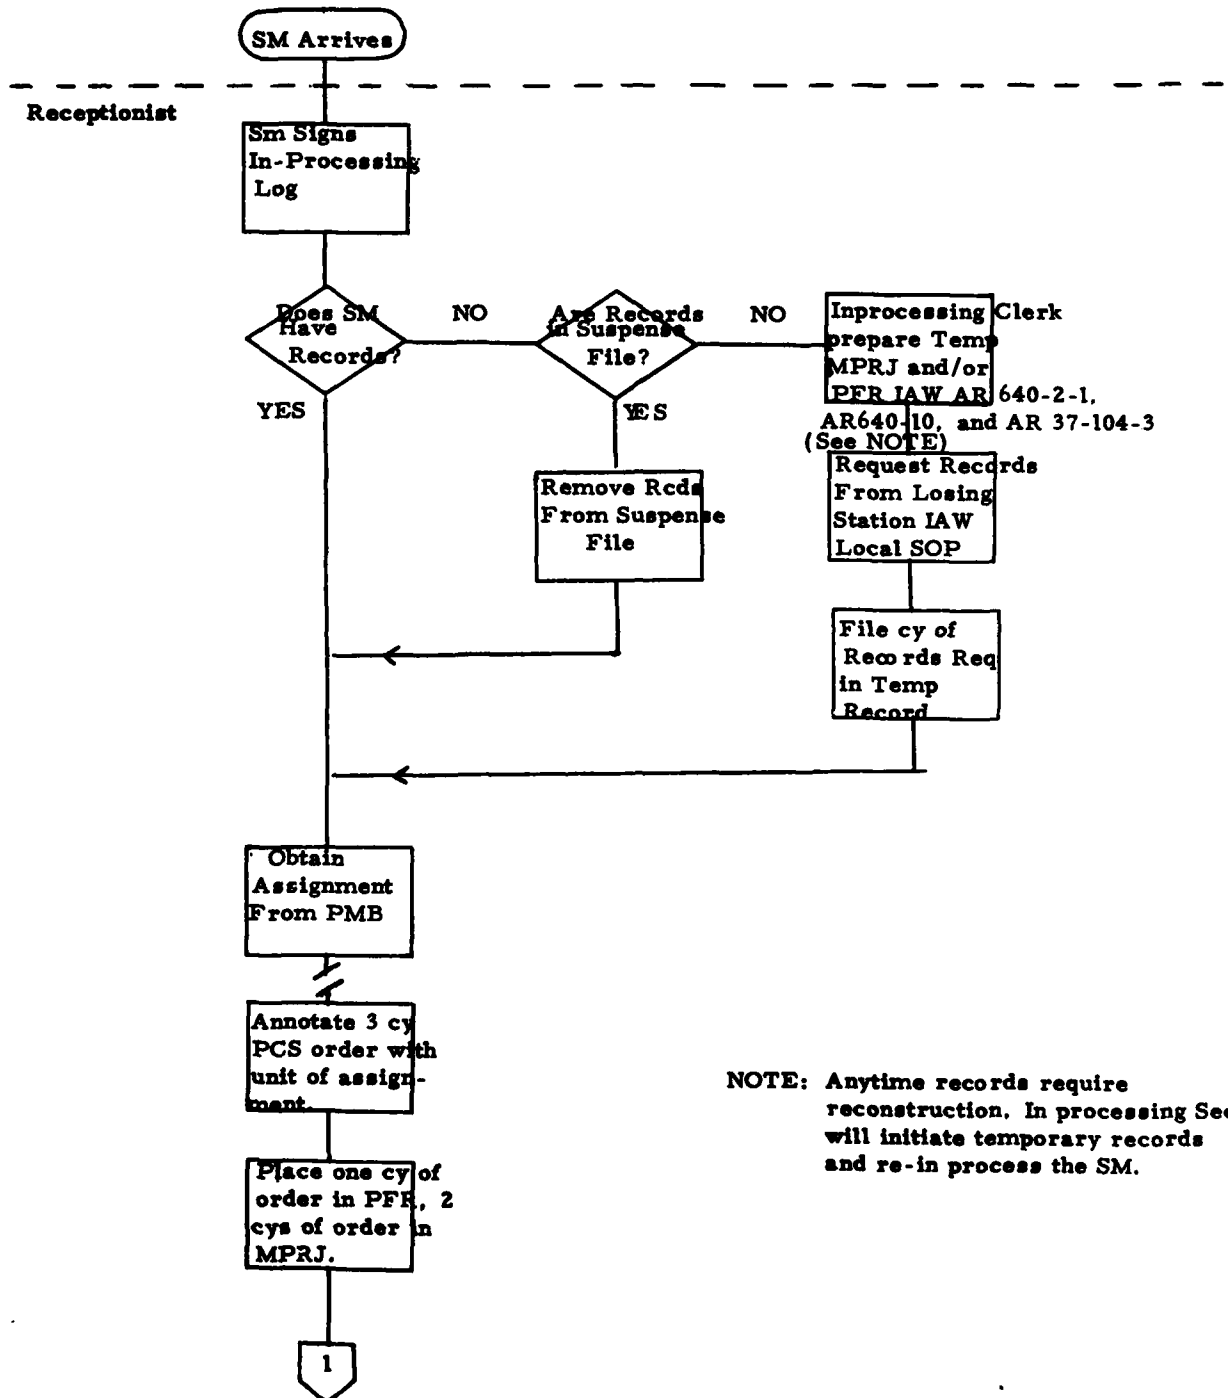 SM Arrives
Receptionist
Sm Signs
In-Processing
Log
Does SM
Have
Records?
NO
Are Records
in Suspense
File?
NO
Inprocessing Clerk
prepare Temp
MPRJ and/or
PFR IAW AR 640-2-1,
AR640-10, and AR 37-104-3
(See NOTE)
YES
YES
Remove Rcds
From Suspense
File
Request Records
From Losing
Station IAW
Local SOP
File cy of
Records Req
in Temp
Record
Obtain
Assignment
From PMB
Annotate 3 cy
PCS order with
unit of assign-
ment.
Place one cy of
order in PFR, 2
cys of order in
MPRJ.
NOTE: Anytime records require
reconstruction. In processing Sec
will initiate temporary records
and re-in process the SM.
1